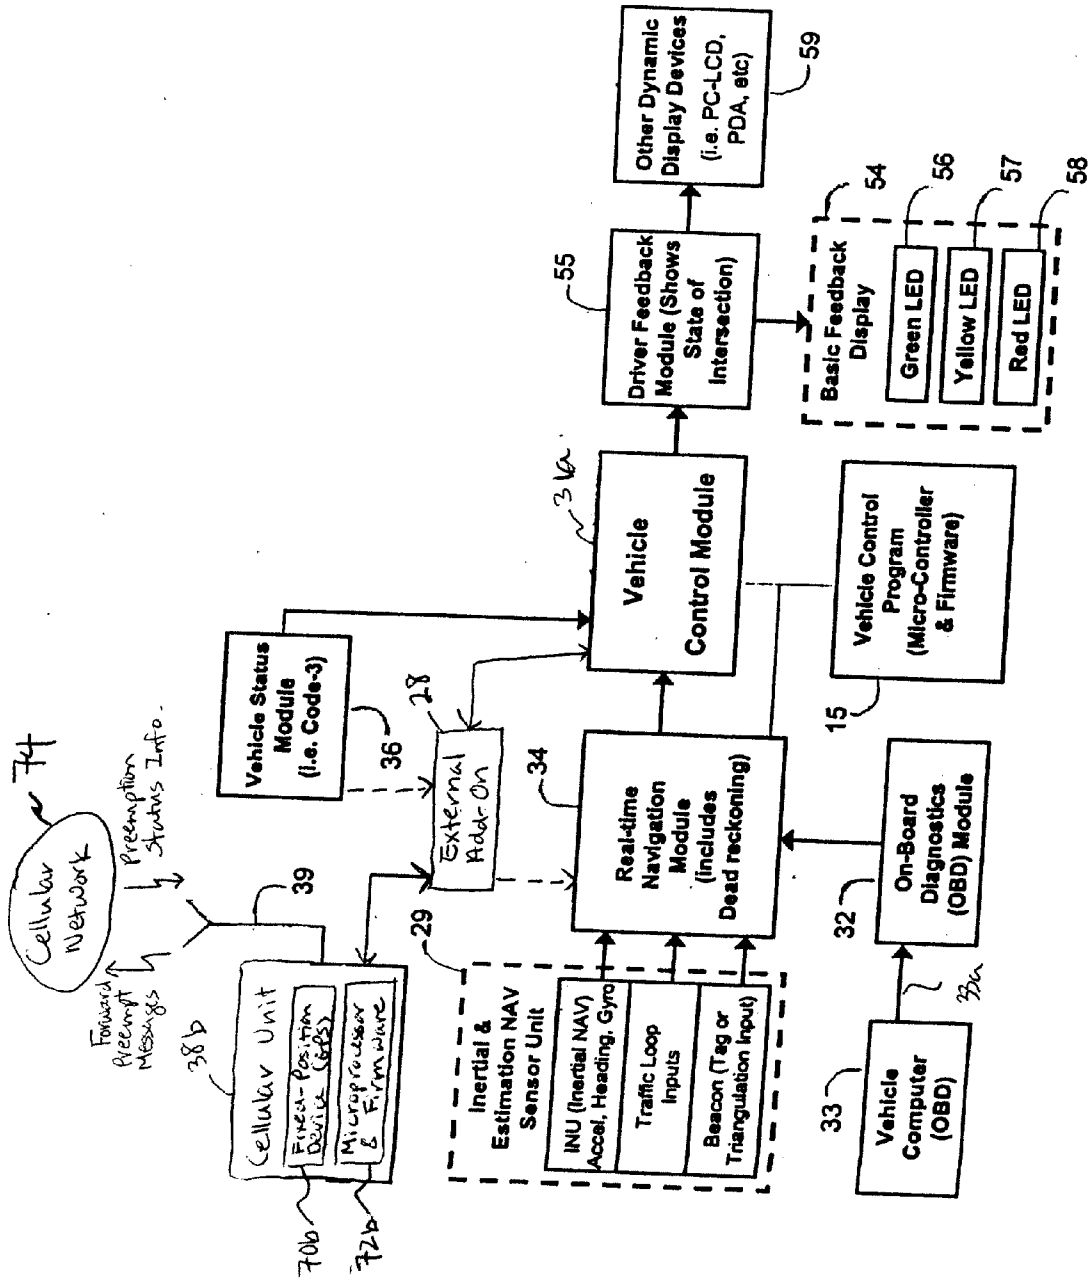 74
Cellular
Network
Forward
Preempt
Messages
Preemption
Status Info.
39
38b
Cellular Unit
Fixed-Position
Device (GPS)
Microprocessor
& Firmware
70b
72b
Vehicle Status
Module
(i.e. Code-3)
36
External
Add-On
28
29
Inertial &
Estimation NAV
Sensor Unit
INU (Inertial NAV)
Accel, Heading, Gyro
Traffic Loop
Inputs
Beacon (Tag or
Triangulation Input)
34
Real-time
Navigation
Module
(includes
Dead reckoning)
31a.
Vehicle
Control Module
55
Driver Feedback
Module (Shows
State of
Intersection)
Other Dynamic
Display Devices
(i.e. PC-LCD,
PDA, etc)
59
33
Vehicle
Computer
(OBD)
33a
32
On-Board
Diagnostics
(OBD) Module
15
Vehicle Control
Program
(Micro-Controller
& Firmware)
54
Basic Feedback
Display
Green LED
56
Yellow LED
57
Red LED
58